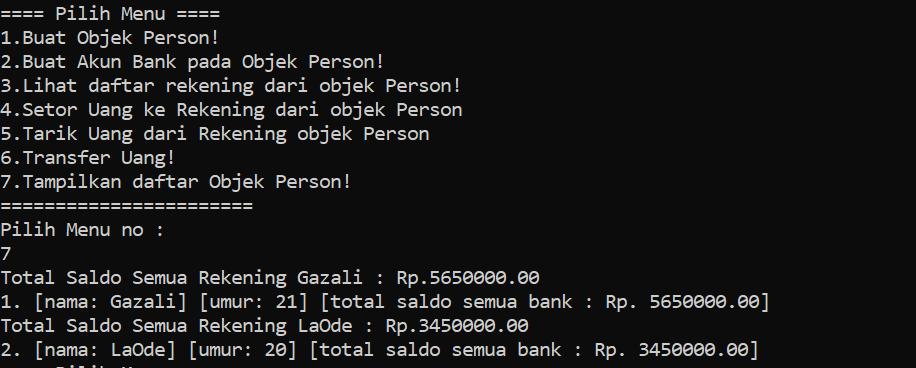 ==== Pilih Menu ====
1.Buat Objek Person!
2.Buat Akun Bank pada Objek Person!
3.Lihat daftar rekening dari objek Person!
4.Setor Uang ke Rekening dari objek Person
5.Tarik Uang dari Rekening objek Person
6.Transfer Uang!
7.Tampilkan daftar Objek Person!
=======================
Pilih Menu no :
7
Total Saldo Semua Rekening Gazali : Rp.5650000.00
1. [nama: Gazali] [umur: 21] [total saldo semua bank : Rp. 5650000.00]
Total Saldo Semua Rekening LaOde : Rp.3450000.00
2. [nama: LaOde] [umur: 20] [total saldo semua bank : Rp. 3450000.00]